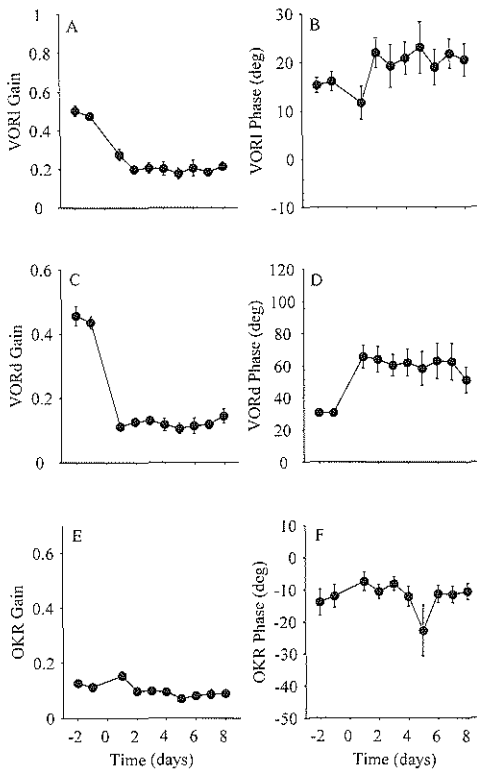 A
1
0.8
0.6
0.4
0.2
0
VORl Gain
B
30
20
10
0
-10
VORl Phase (deg)
C
0.6
0.4
0.2
0
VORd Gain
D
120
100
80
60
40
20
0
VORd Phase (deg)
E
0.6
0.4
0.2
0
OKR Gain
-2 0 2 4 6 8
Time (days)
F
10
0
-10
-20
-30
-40
-50
OKR Phase (deg)
-2 0 2 4 6 8
Time (days)